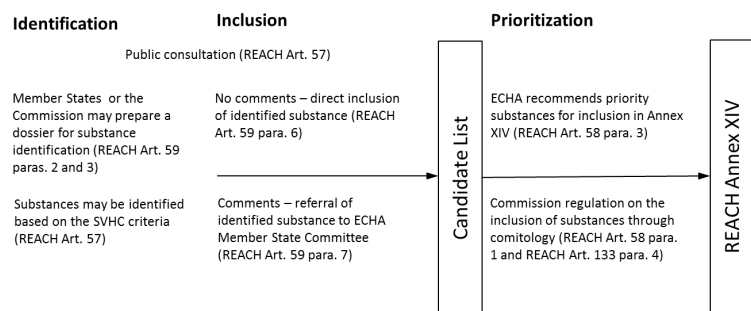 Identification
Inclusion
Prioritization
Public consultation (REACH Art. 57)
Member States or the
Commission may prepare a
dossier for substance
identification (REACH Art. 59
paras. 2 and 3)
Substances may be identified
based on the SVHC criteria
(REACH Art. 57)
No comments – direct inclusion
of identified substance (REACH
Art. 59 para. 6)
Comments – referral of
identified substance to ECHA
Member State Committee
(REACH Art. 59 para. 7)
Candidate List
ECHA recommends priority
substances for inclusion in Annex
XIV (REACH Art. 58 para. 3)
Commission regulation on the
inclusion of substances through
comitology (REACH Art. 58 para.
1 and REACH Art. 133 para. 4)
REACH Annex XIV